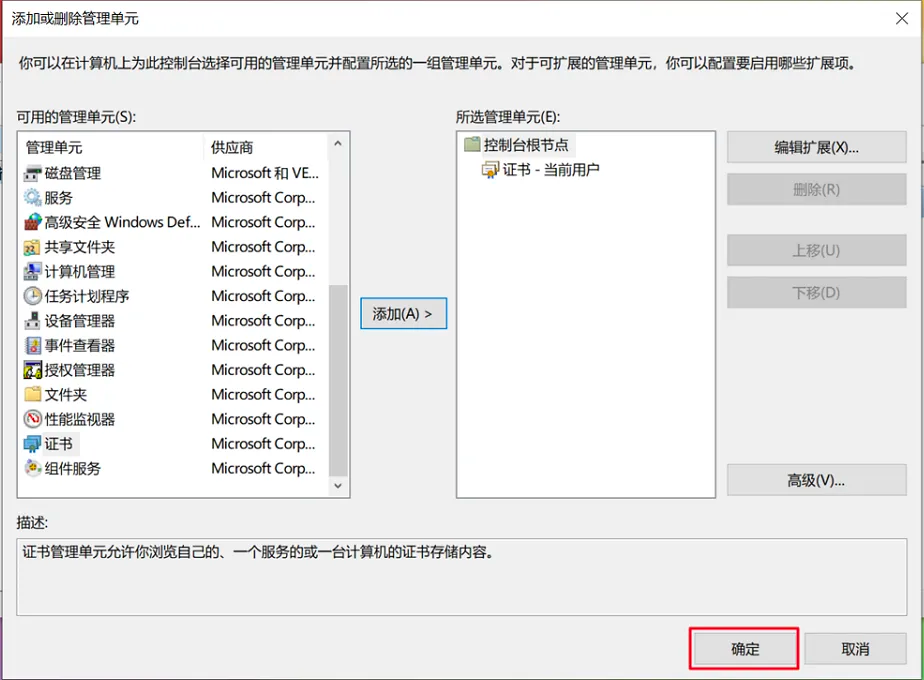 添加或删除管理单元
你可以在计算机上为此控制台选择可用的管理单元并配置所选的一组管理单元。对于可扩展的管理单元，你可以配置要启用哪些扩展项。
可用的管理单元(S):
管理单元 供应商
磁盘管理 Microsoft 和 VE...
服务 Microsoft Corp...
高级安全 Windows Def... Microsoft Corp...
共享文件夹 Microsoft Corp...
计算机管理 Microsoft Corp...
任务计划程序 Microsoft Corp...
设备管理器 Microsoft Corp...
事件查看器 Microsoft Corp...
授权管理器 Microsoft Corp...
文件夹 Microsoft Corp...
性能监视器 Microsoft Corp...
证书 Microsoft Corp...
组件服务 Microsoft Corp...
添加(A) >
所选管理单元(E):
控制台根节点
证书 - 当前用户
编辑扩展(X)...
删除(R)
上移(U)
下移(D)
高级(V)...
描述:
证书管理单元允许你浏览自己的、一个服务的或一台计算机的证书存储内容。
确定
取消